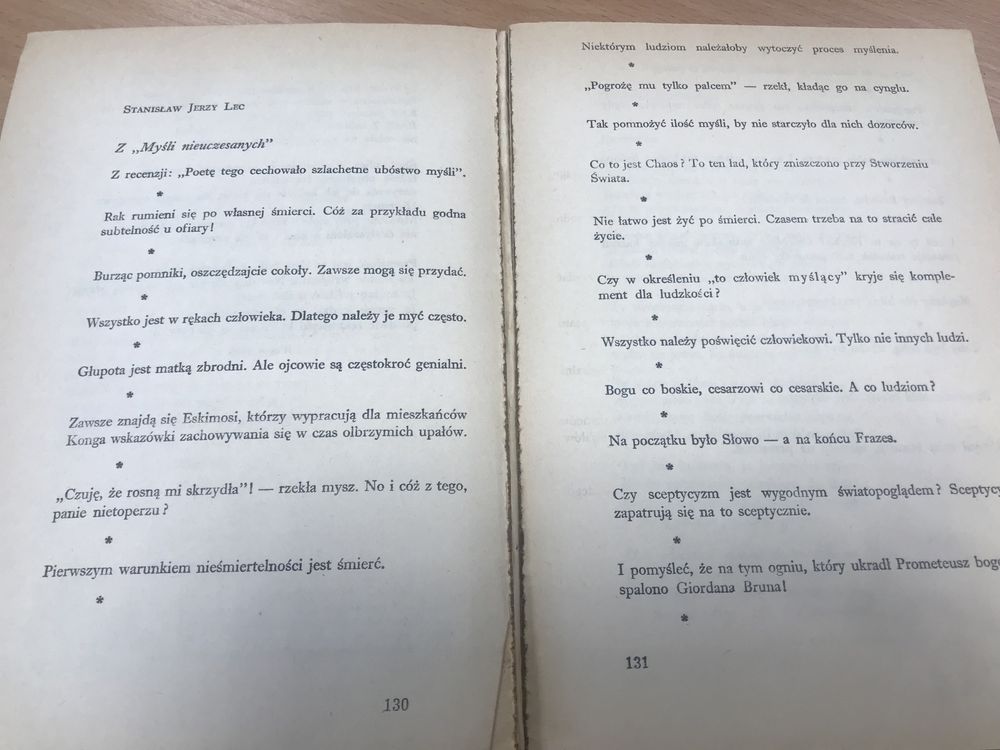 STANISŁAW JERZY LEC
Z „Myśli nieuczesanych”
Z recenzji: „Poetę tego cechowało szlachetne ubóstwo myśli”.
*
Rak rumieni się po własnej śmierci. Cóż za przykładu godna
subtelność u ofiary!
*
Burząc pomniki, oszczędzajcie cokoły. Zawsze mogą się przydać.
*
Wszystko jest w rękach człowieka. Dlatego należy je myć często.
*
Głupota jest matką zbrodni. Ale ojcowie są częstokroć genialni.
*
Zawsze znajdą się Eskimosi, którzy wypracują dla mieszkańców
Konga wskazówki zachowywania się w czas olbrzymich upałów.
*
„Czuję, że rosną mi skrzydła”! — rzekła mysz. No i cóż z tego,
panie nietoperzu?
*
Pierwszym warunkiem nieśmiertelności jest śmierć.
*
130
Niektórym ludziom należałoby wytoczyć proces myślenia.
*
„Pogrożę mu tylko palcem” — rzekł, kładąc go na cynglu.
*
Tak pomnożyć ilość myśli, by nie starczyło dla nich dozorców.
*
Co to jest Chaos? To ten ład, który zniszczono przy Stworzeniu
Świata.
*
Nie łatwo jest żyć po śmierci. Czasem trzeba na to stracić całe
życie.
*
Czy w określeniu „to człowiek myślący” kryje się komple-
ment dla ludzkości?
*
Wszystko należy poświęcić człowiekowi. Tylko nie innych ludzi.
*
Bogu co boskie, cesarzowi co cesarskie. A co ludziom?
*
Na początku było Słowo — a na końcu Frazes.
*
Czy sceptycyzm jest wygodnym światopoglądem? Sceptycy
zapatrują się na to sceptycznie.
*
I pomyśleć, że na tym ogniu, który ukradł Prometeusz bogo
spalono Giordana Bruna!
*
131